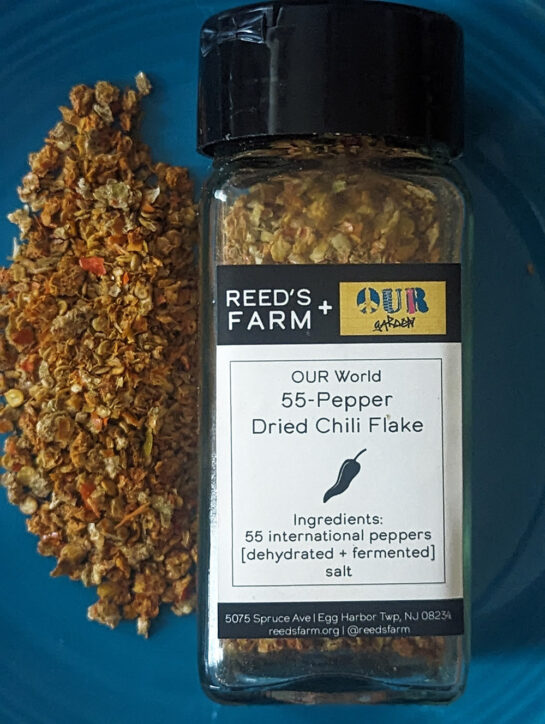 REED'S
FARM +
OUR
GARDEN
OUR World
55-Pepper
Dried Chili Flake
Ingredients:
55 international peppers
[dehydrated + fermented]
salt
5075 Spruce Ave | Egg Harbor Twp, NJ 08234
reedsfarm.org | @reedsfarm